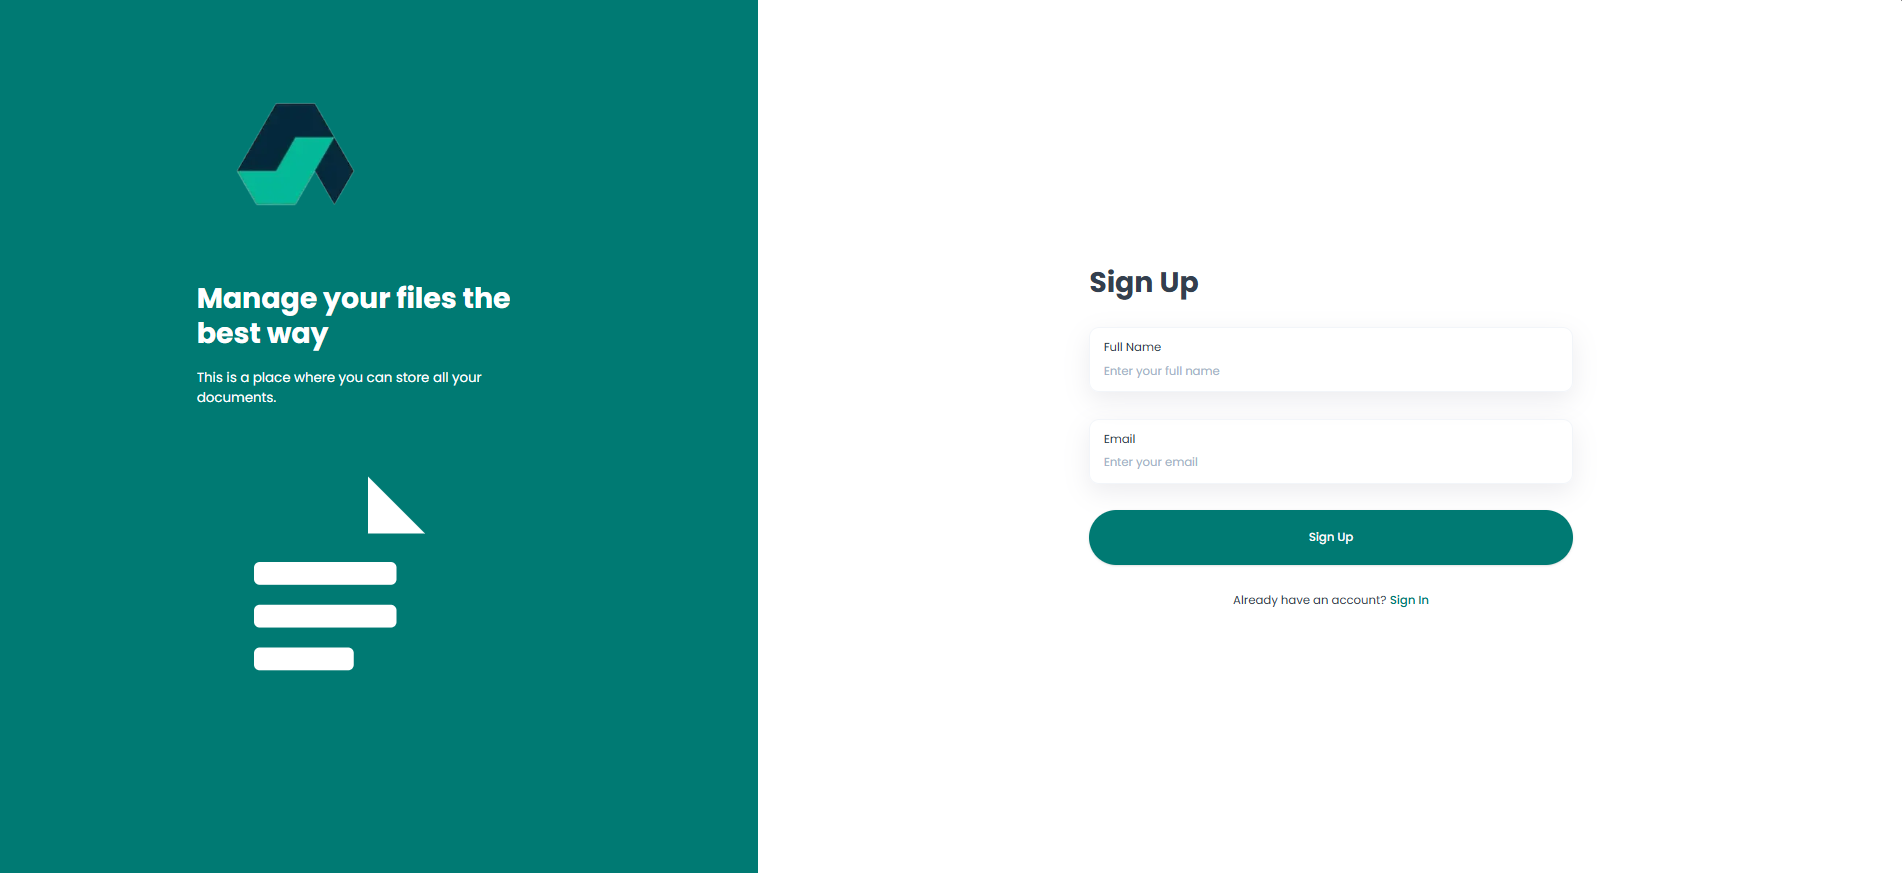 Manage your files the
best way
This is a place where you can store all your
documents.
Sign Up
Full Name
Enter your full name
Email
Enter your email
Sign Up
Already have an account? Sign In